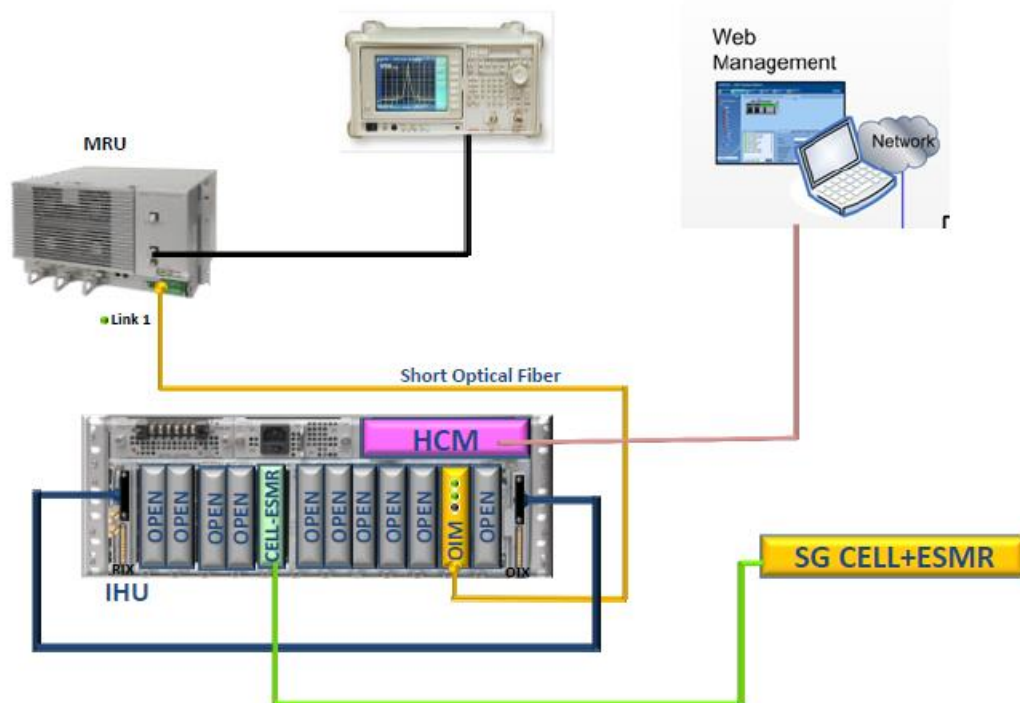 Web
Management
Network
MRU
Link 1
Short Optical Fiber
HCM
OPEN
OPEN
OPEN
OPEN
CELL-ESMR
OPEN
OPEN
OPEN
OPEN
OPEN
OIM
OPEN
RIX
OIX
IHU
SG CELL+ESMR